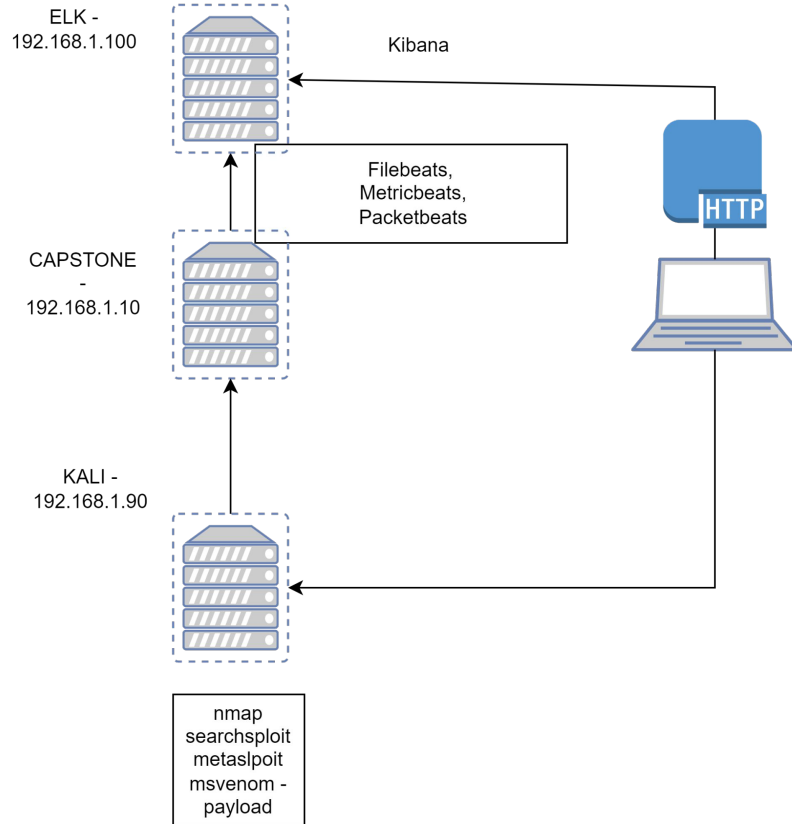 ELK -
192.168.1.100
Kibana
HTTP
Filebeats,
Metricbeats,
Packetbeats
CAPSTONE
-
192.168.1.10
KALI -
192.168.1.90
nmap
searchsploit
metaslpoit
msvenom -
payload